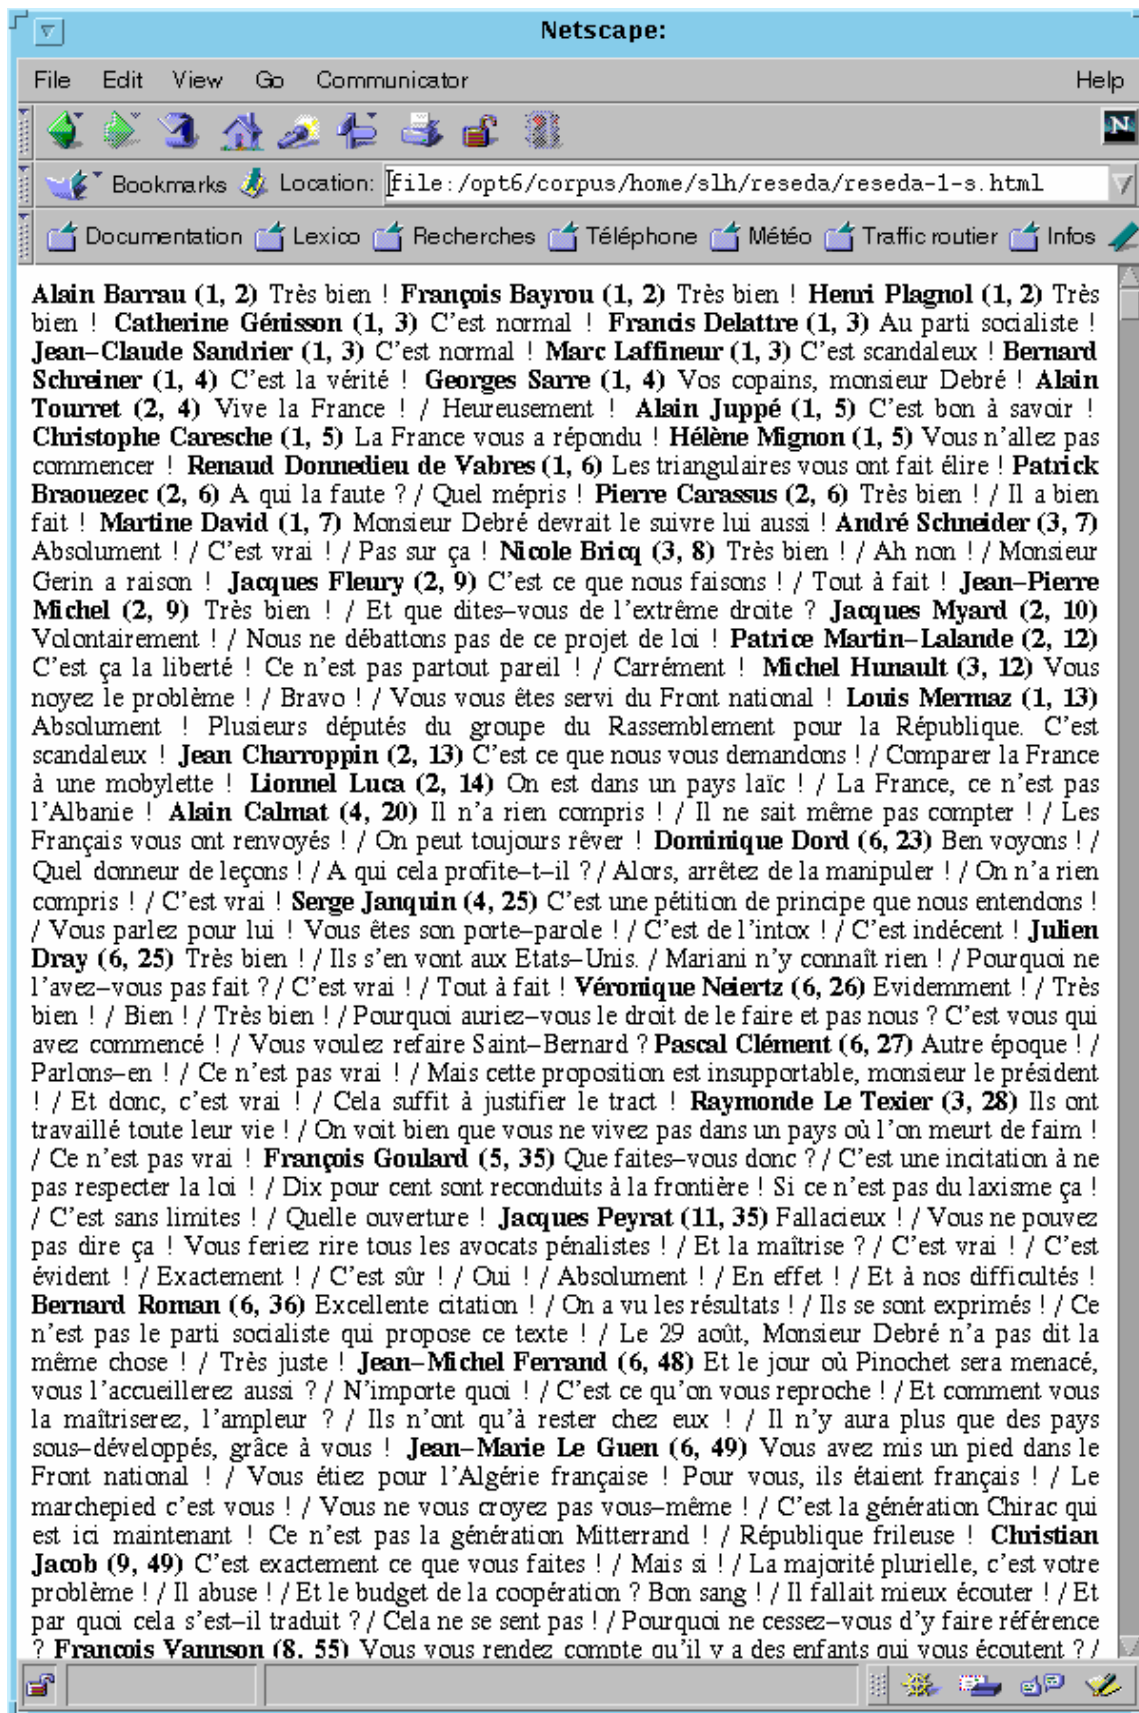 Netscape:
File Edit View Go Communicator Help
N
Bookmarks Location: file:/opt6/corpus/home/slh/reseda/reseda-1-s.html
Documentation Lexico Recherches Téléphone Météo Traffic routier Infos
Alain Barrau (1, 2) Très bien ! François Bayrou (1, 2) Très bien ! Henri Plagnol (1, 2) Très
bien ! Catherine Génisson (1, 3) C'est normal ! Francis Delattre (1, 3) Au parti socialiste !
Jean-Claude Sandrier (1, 3) C'est normal ! Marc Laffineur (1, 3) C'est scandaleux ! Bernard
Schreiner (1, 4) C'est la vérité ! Georges Sarre (1, 4) Vos copains, monsieur Debré ! Alain
Tourret (2, 4) Vive la France ! / Heureusement ! Alain Juppé (1, 5) C'est bon à savoir !
Christophe Caresche (1, 5) La France vous a répondu ! Hélène Mignon (1, 5) Vous n'allez pas
commencer ! Renaud Donnedieu de Vabres (1, 6) Les triangulaires vous ont fait élire ! Patrick
Braouezec (2, 6) A qui la faute ? / Quel mépris ! Pierre Carassus (2, 6) Très bien ! / Il a bien
fait ! Martine David (1, 7) Monsieur Debré devrait le suivre lui aussi ! André Schneider (3, 7)
Absolument ! / C'est vrai ! / Pas sur ça ! Nicole Bricq (3, 8) Très bien ! / Ah non ! / Monsieur
Gerin a raison ! Jacques Fleury (2, 9) C'est ce que nous faisons ! / Tout à fait ! Jean-Pierre
Michel (2, 9) Très bien ! / Et que dites-vous de l'extrême droite ? Jacques Myard (2, 10)
Volontairement ! / Nous ne débattons pas de ce projet de loi ! Patrice Martin-Lalande (2, 12)
C'est ça la liberté ! Ce n'est pas partout pareil ! / Carrément ! Michel Hunault (3, 12) Vous
noyez le problème ! / Bravo ! / Vous vous êtes servi du Front national ! Louis Mermaz (1, 13)
Absolument ! Plusieurs députés du groupe du Rassemblement pour la République. C'est
scandaleux ! Jean Charroppin (2, 13) C'est ce que nous vous demandons ! / Comparer la France
à une mobylette ! Lionnel Luca (2, 14) On est dans un pays laïc ! / La France, ce n'est pas
l'Albanie ! Alain Calmat (4, 20) Il n'a rien compris ! / Il ne sait même pas compter ! / Les
Français vous ont renvoyés ! / On peut toujours rêver ! Dominique Dord (6, 23) Ben voyons ! /
Quel donneur de leçons ! / A qui cela profite-t-il ? / Alors, arrêtez de la manipuler ! / On n'a rien
compris ! / C'est vrai ! Serge Janquin (4, 25) C'est une pétition de principe que nous entendons !
/ Vous parlez pour lui ! Vous êtes son porte-parole ! / C'est de l'intox ! / C'est indécent ! Julien
Dray (6, 25) Très bien ! / Ils s'en vont aux Etats-Unis. / Mariani n'y connaît rien ! / Pourquoi ne
l'avez-vous pas fait ? / C'est vrai ! / Tout à fait ! Véronique Neiertz (6, 26) Evidemment ! / Très
bien ! / Bien ! / Très bien ! / Pourquoi auriez-vous le droit de le faire et pas nous ? C'est vous qui
avez commencé ! / Vous voulez refaire Saint-Bernard ? Pascal Clément (6, 27) Autre époque ! /
Parlons-en ! / Ce n'est pas vrai ! / Mais cette proposition est insupportable, monsieur le président
! / Et donc, c'est vrai ! / Cela suffit à justifier le tract ! Raymonde Le Texier (3, 28) Ils ont
travaillé toute leur vie ! / On voit bien que vous ne vivez pas dans un pays où l'on meurt de faim !
/ Ce n'est pas vrai ! François Goulard (5, 35) Que faites-vous donc ? / C'est une incitation à ne
pas respecter la loi ! / Dix pour cent sont reconduits à la frontière ! Si ce n'est pas du laxisme ça !
/ C'est sans limites ! / Quelle ouverture ! Jacques Peyrat (11, 35) Fallacieux ! / Vous ne pouvez
pas dire ça ! Vous feriez rire tous les avocats pénalistes ! / Et la maîtrise ? / C'est vrai ! / C'est
évident ! / Exactement ! / C'est sûr ! / Oui ! / Absolument ! / En effet ! / Et à nos difficultés !
Bernard Roman (6, 36) Excellente citation ! / On a vu les résultats ! / Ils se sont exprimés ! / Ce
n'est pas le parti socialiste qui propose ce texte ! / Le 29 août, Monsieur Debré n'a pas dit la
même chose ! / Très juste ! Jean-Michel Ferrand (6, 48) Et le jour où Pinochet sera menacé,
vous l'accueillerez aussi ? / N'importe quoi ! / C'est ce qu'on vous reproche ! / Et comment vous
la maîtriserez, l'ampleur ? / Ils n'ont qu'à rester chez eux ! / Il n'y aura plus que des pays
sous-développés, grâce à vous ! Jean-Marie Le Guen (6, 49) Vous avez mis un pied dans le
Front national ! / Vous étiez pour l'Algérie française ! Pour vous, ils étaient français ! / Le
marchepied c'est vous ! / Vous ne vous croyez pas vous-même ! / C'est la génération Chirac qui
est ici maintenant ! Ce n'est pas la génération Mitterrand ! / République frileuse ! Christian
Jacob (9, 49) C'est exactement ce que vous faites ! / Mais si ! / La majorité plurielle, c'est votre
problème ! / Il abuse ! / Et le budget de la coopération ? Bon sang ! / Il fallait mieux écouter ! / Et
par quoi cela s'est-il traduit ? / Cela ne se sent pas ! / Pourquoi ne cessez-vous d'y faire référence
? François Vannson (8, 55) Vous vous rendez compte qu'il y a des enfants qui vous écoutent ? /